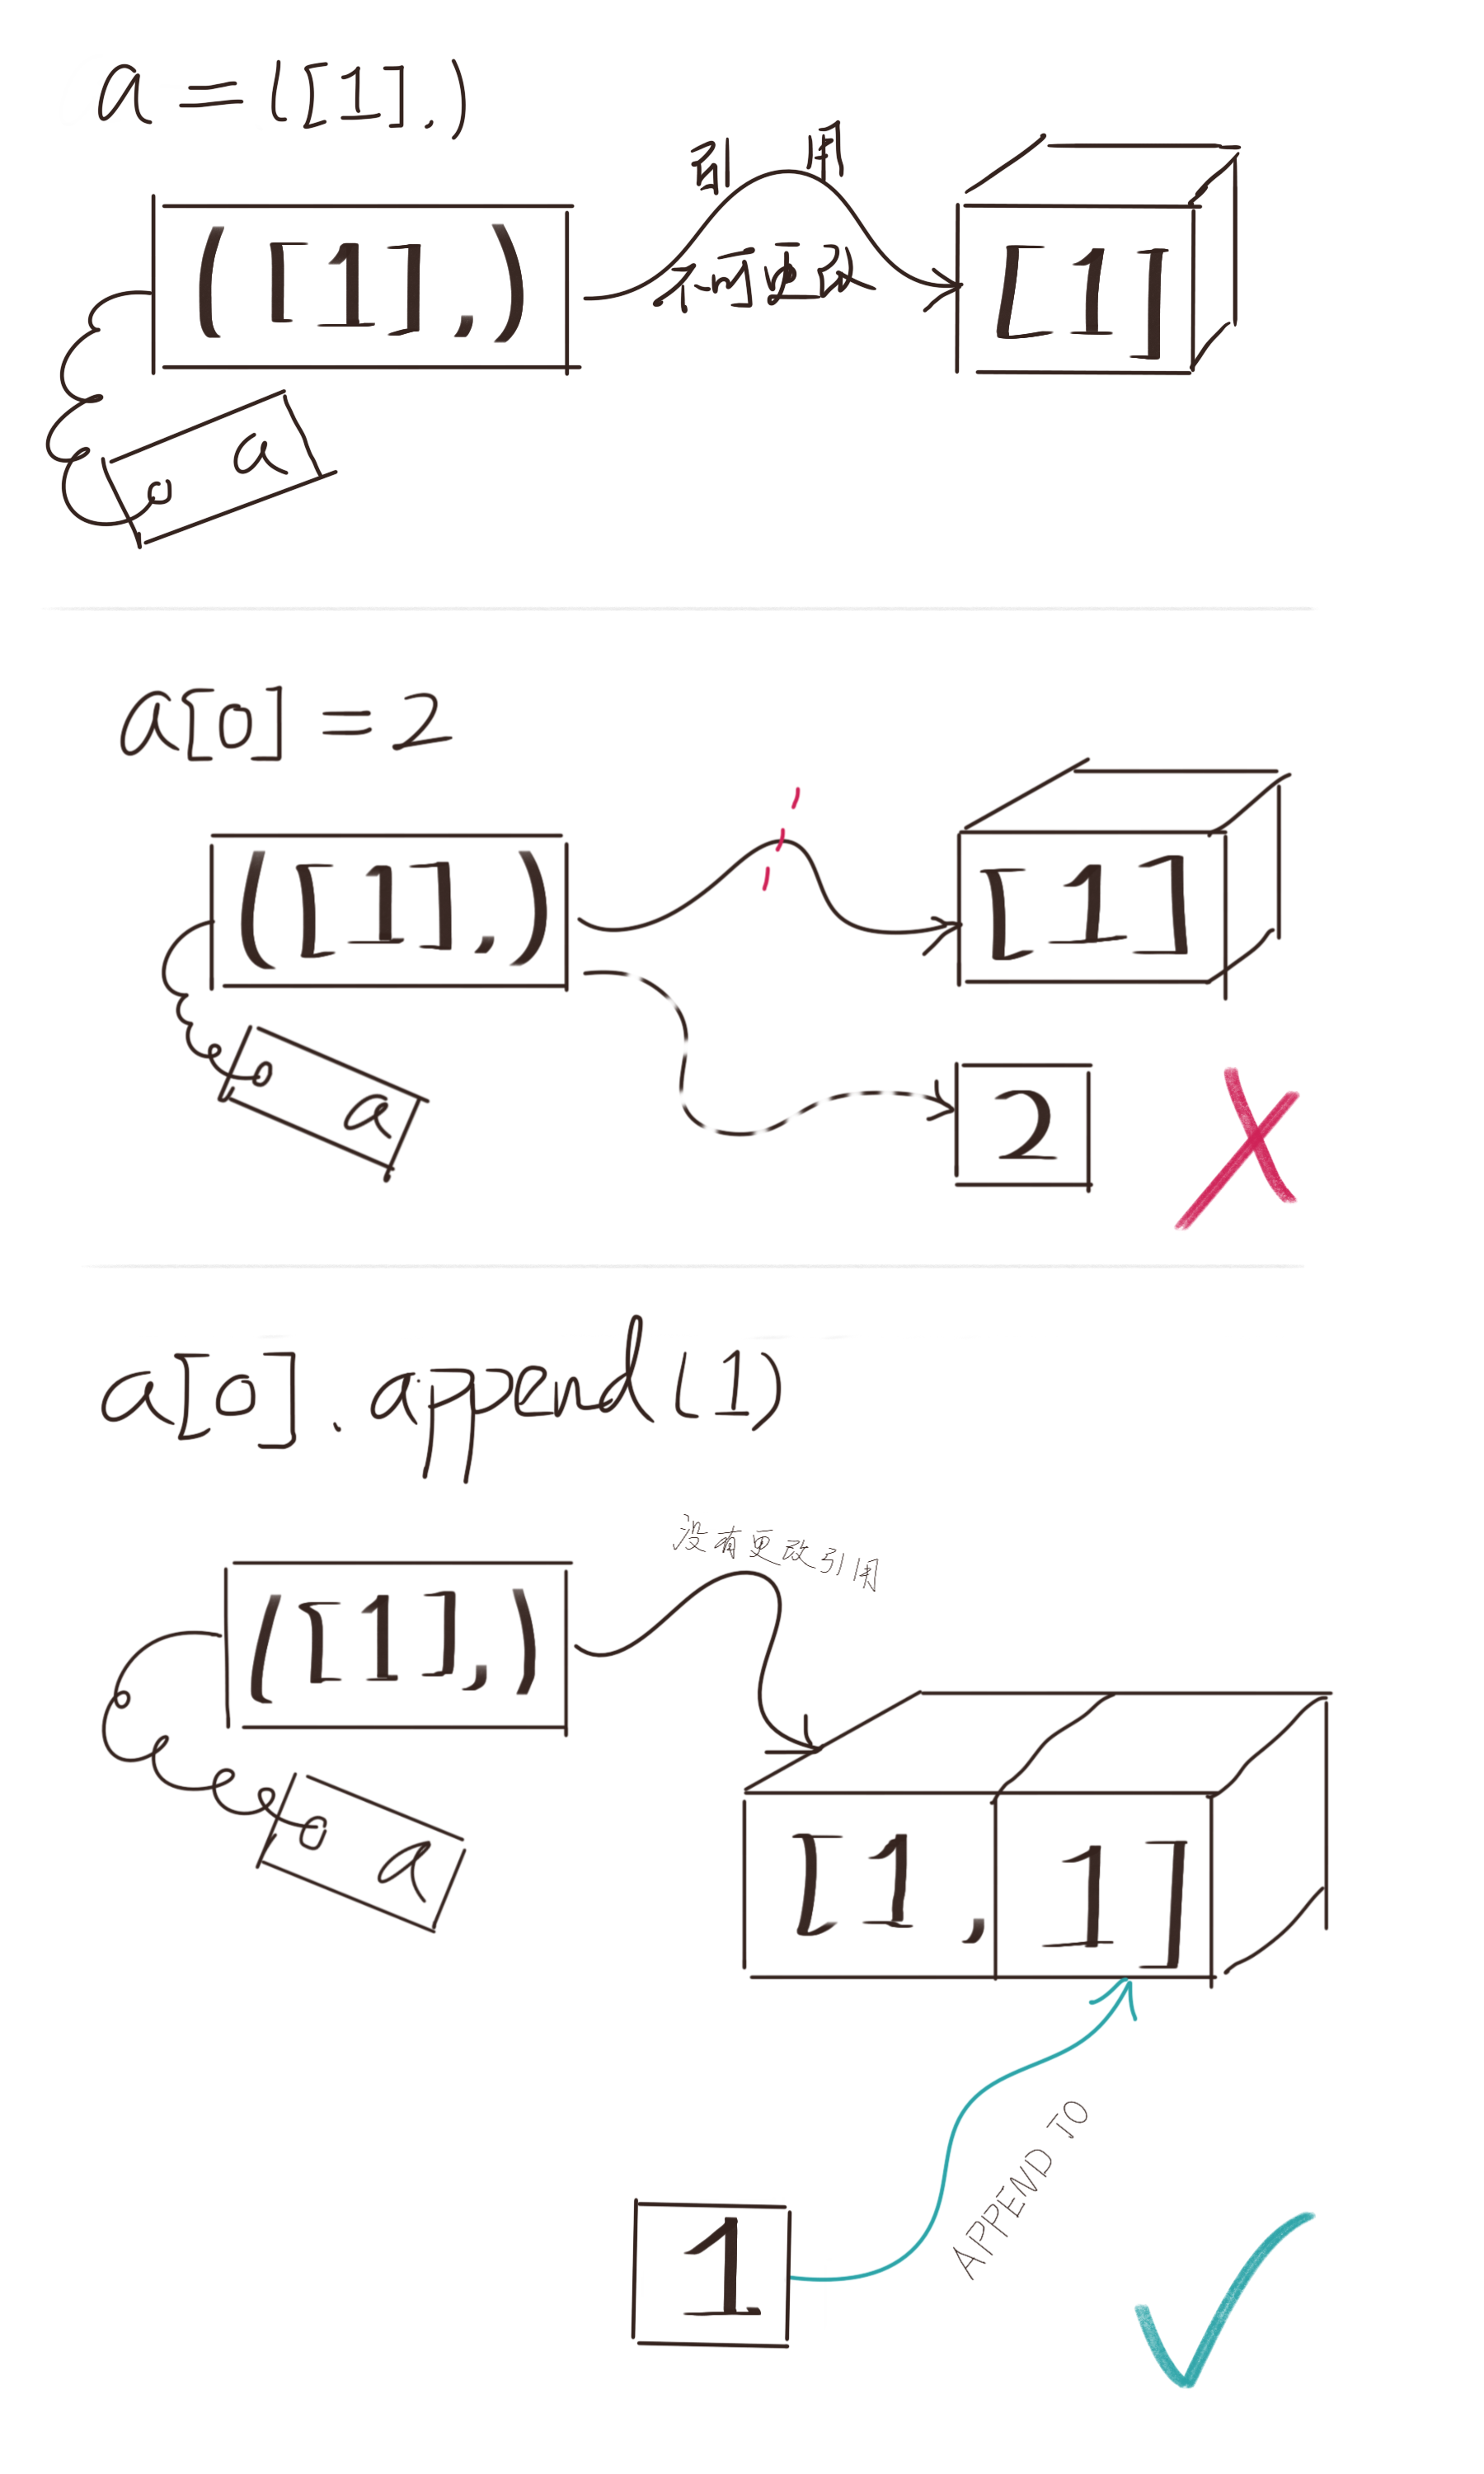 a=([1],)
引用
([1],)
不可更改
[1]
a
a[0]=2
([1],)
[1]
a
2
a[0].append(1)
没有更改引用
([1],)
a
[1,1]
APPEND TO
1